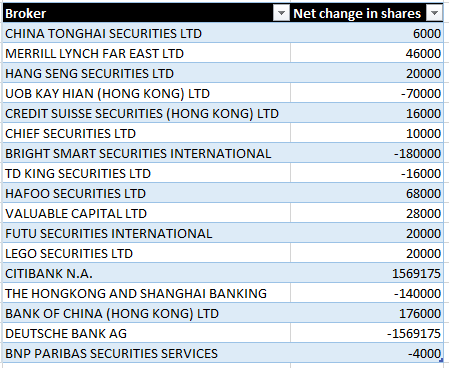 Broker Net change in shares
CHINA TONGHAI SECURITIES LTD 6000
MERRILL LYNCH FAR EAST LTD 46000
HANG SENG SECURITIES LTD 20000
UOB KAY HIAN (HONG KONG) LTD -70000
CREDIT SUISSE SECURITIES (HONG KONG) LTD 16000
CHIEF SECURITIES LTD 10000
BRIGHT SMART SECURITIES INTERNATIONAL -180000
TD KING SECURITIES LTD -16000
HAFOO SECURITIES LTD 68000
VALUABLE CAPITAL LTD 28000
FUTU SECURITIES INTERNATIONAL 20000
LEGO SECURITIES LTD 20000
CITIBANK N.A. 1569175
THE HONGKONG AND SHANGHAI BANKING -140000
BANK OF CHINA (HONG KONG) LTD 176000
DEUTSCHE BANK AG -1569175
BNP PARIBAS SECURITIES SERVICES -4000